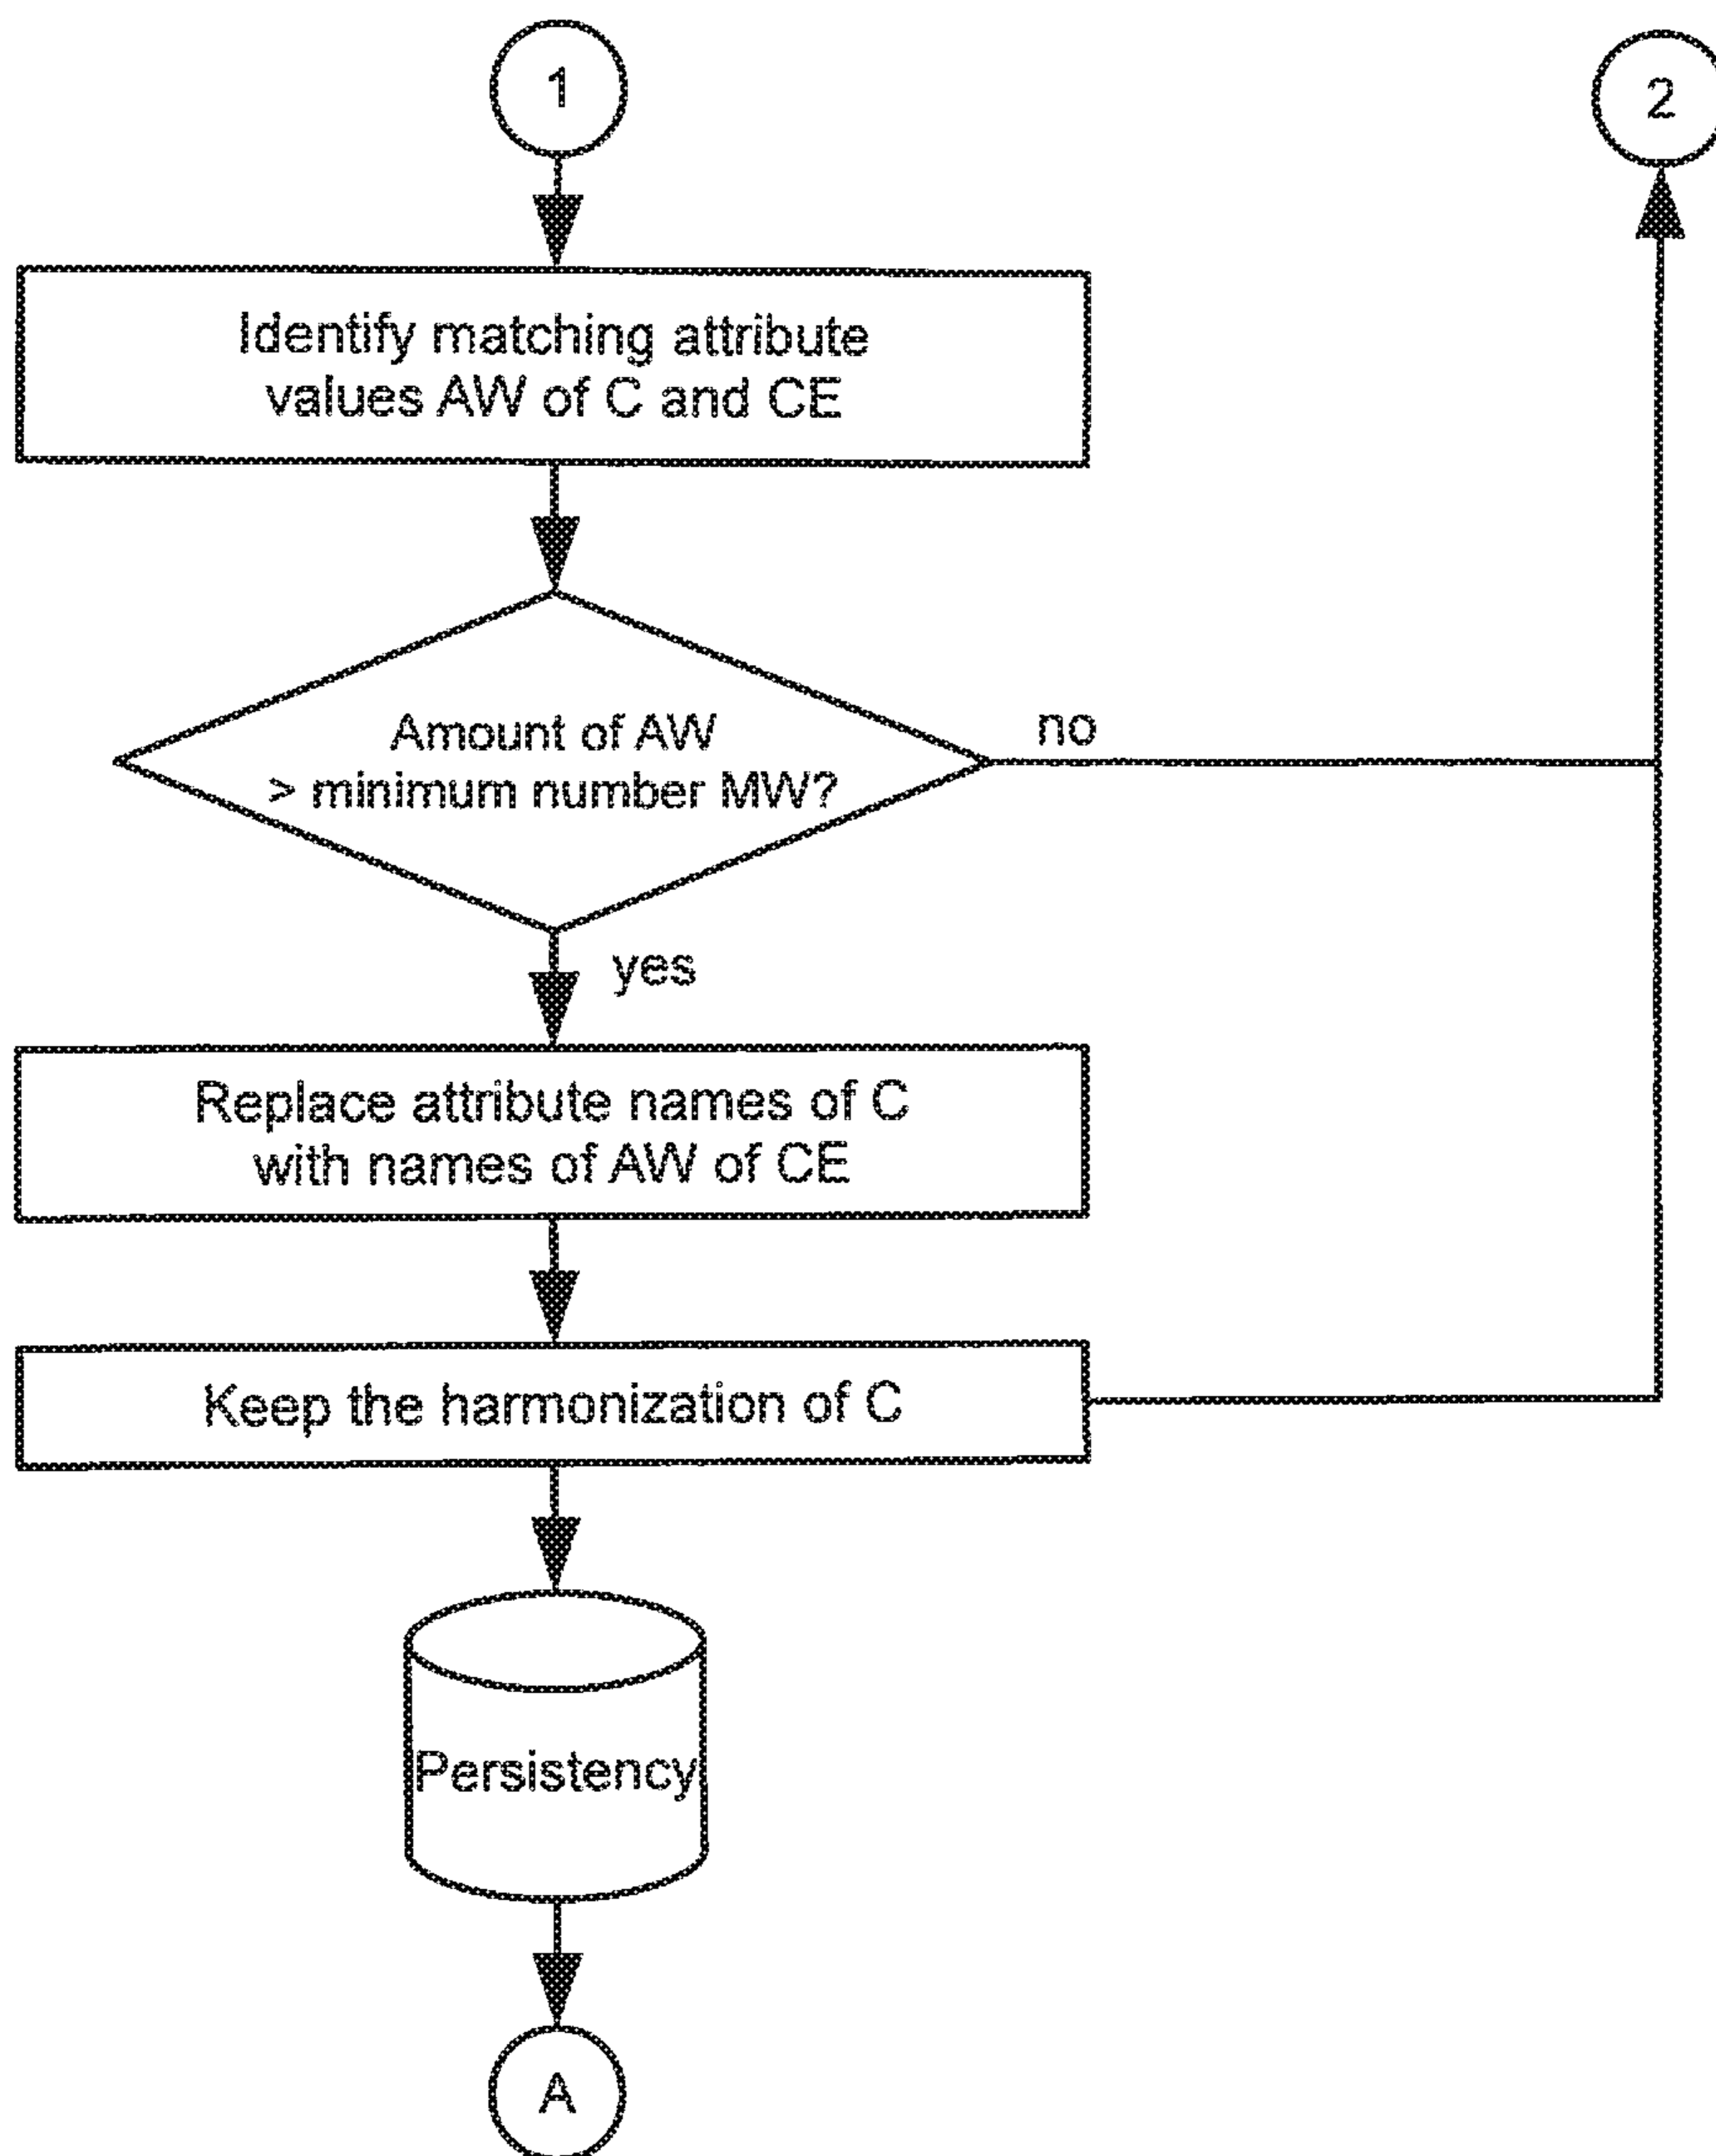 1
2
Identify matching attribute
values AW of C and CE
Amount of AW
> minimum number MW?
no
yes
Replace attribute names of C
with names of AW of CE
Keep the harmonization of C
Persistency
A